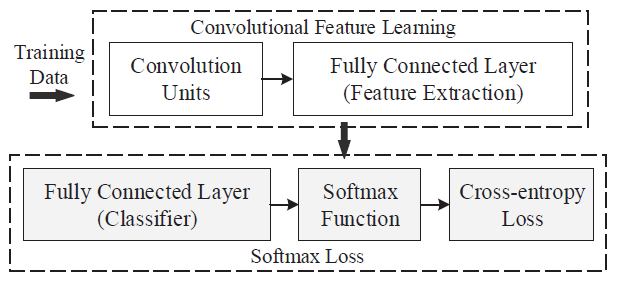 Convolutional Feature Learning
Training
Data
Convolution
Units
Fully Connected Layer
(Feature Extraction)
Fully Connected Layer
(Classifier)
Softmax
Function
Cross-entropy
Loss
Softmax Loss